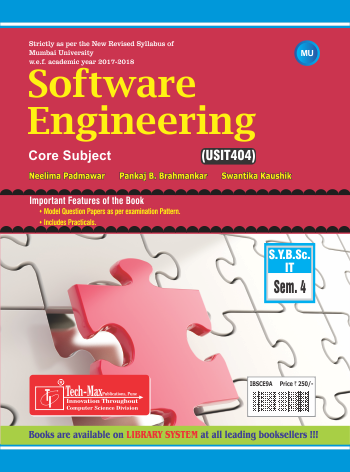 Strictly as per the New Revised Syllabus of
Mumbai University
w.e.f. academic year 2017-2018
MU
Software
Engineering
Core Subject (USIT404)
Neelima Padmawar Pankaj B. Brahmankar Swantika Kaushik
Important Features of the Book
• Model Question Papers as per examination Pattern.
• Includes Practicals.
S.Y.B.Sc.
IT
Sem. 4
Tech-Max Publications, Pune
Innovation Throughout
Computer Science Division
IBSCE9A Price ₹ 250/-
Books are available on LIBRARY SYSTEM at all leading booksellers !!!